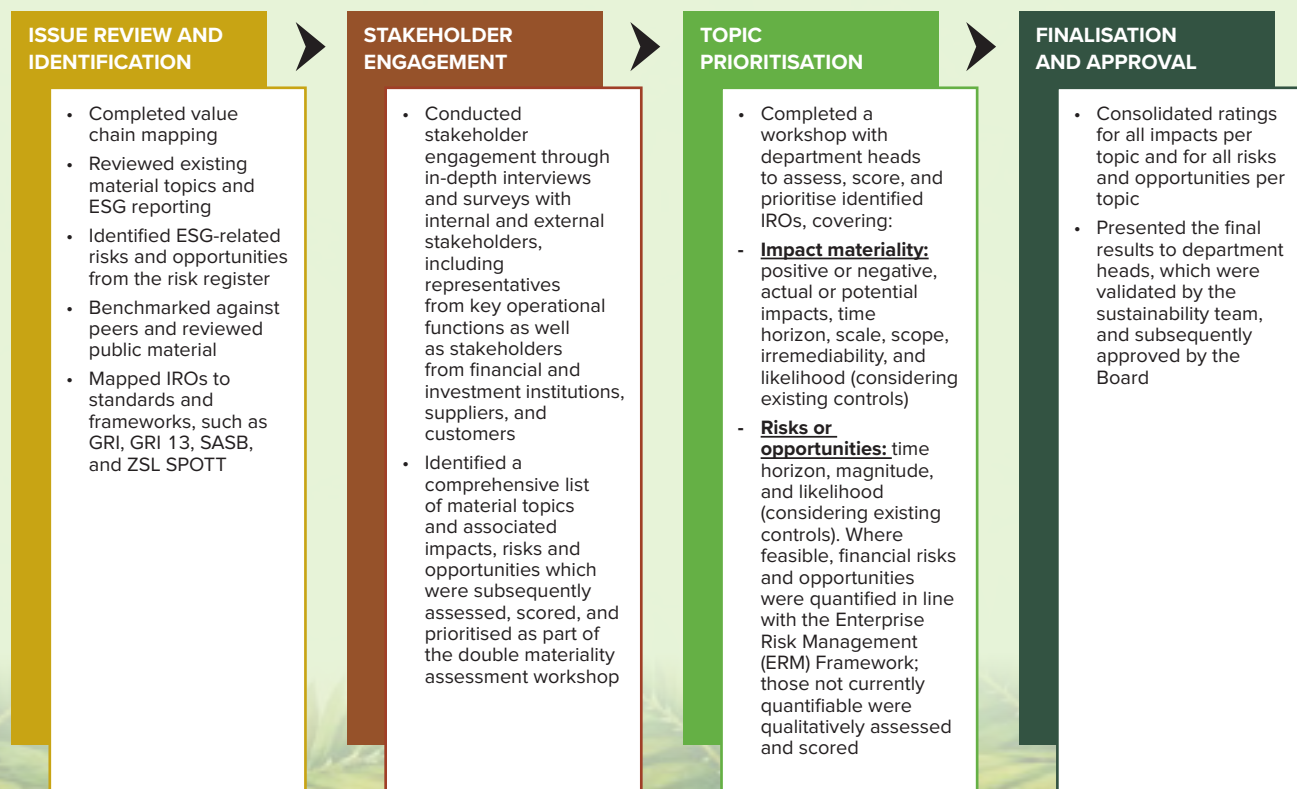 ISSUE REVIEW AND
IDENTIFICATION
• Completed value
chain mapping
• Reviewed existing
material topics and
ESG reporting
• Identified ESG-related
risks and opportunities
from the risk register
• Benchmarked against
peers and reviewed
public material
• Mapped IROs to
standards and
frameworks, such as
GRI, GRI 13, SASB,
and ZSL SPOTT
STAKEHOLDER
ENGAGEMENT
• Conducted
stakeholder
engagement through
in-depth interviews
and surveys with
internal and external
stakeholders,
including
representatives
from key operational
functions as well
as stakeholders
from financial and
investment institutions,
suppliers, and
customers
• Identified a
comprehensive list
of material topics
and associated
impacts, risks and
opportunities which
were subsequently
assessed, scored, and
prioritised as part of
the double materiality
assessment workshop
TOPIC
PRIORITISATION
• Completed a
workshop with
department heads
to assess, score, and
prioritise identified
IROs, covering:
- Impact materiality:
positive or negative,
actual or potential
impacts, time
horizon, scale, scope,
irremediability, and
likelihood (considering
existing controls)
- Risks or
opportunities: time
horizon, magnitude,
and likelihood
(considering existing
controls). Where
feasible, financial risks
and opportunities
were quantified in line
with the Enterprise
Risk Management
(ERM) Framework;
those not currently
quantifiable were
qualitatively assessed
and scored
FINALISATION
AND APPROVAL
• Consolidated ratings
for all impacts per
topic and for all risks
and opportunities per
topic
• Presented the final
results to department
heads, which were
validated by the
sustainability team,
and subsequently
approved by the
Board